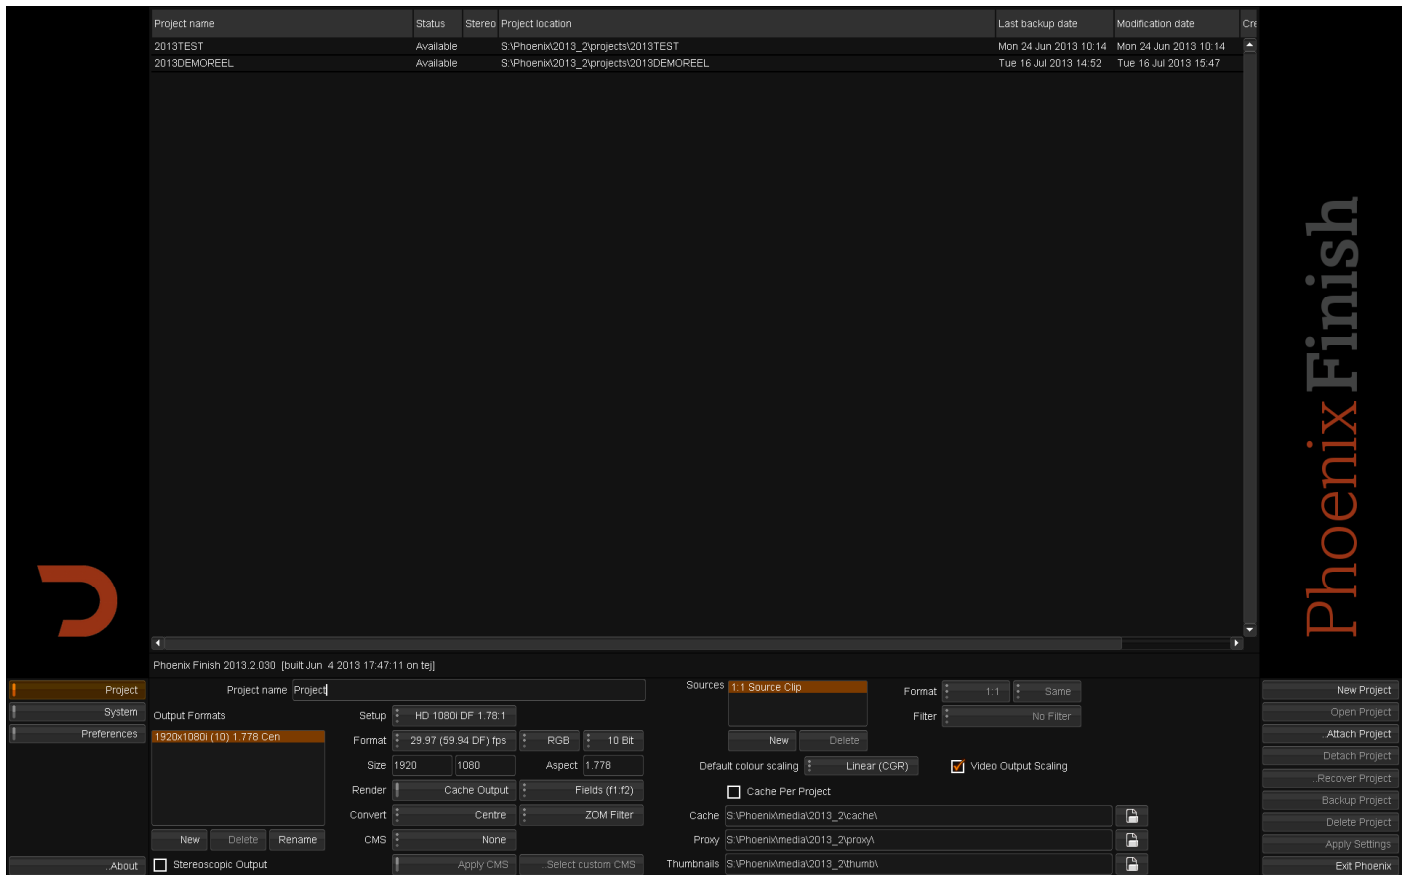 Project name Status Stereo Project location Last backup date Modification date Cre
2013TEST Available S:\Phoenix\2013_2\projects\2013TEST Mon 24 Jun 2013 10:14 Mon 24 Jun 2013 10:14
2013DEMOREEL Available S:\Phoenix\2013_2\projects\2013DEMOREEL Tue 16 Jul 2013 14:52 Tue 16 Jul 2013 15:47
PhoenixFinish
Phoenix Finish 2013.2.030 [built Jun 4 2013 17:47:11 on tej]
Project
System
Preferences
..About
Project name Project
Output Formats
1920x1080i (10) 1.778 Cen
New Delete Rename
Stereoscopic Output
Setup HD 1080i DF 1.78:1
Format 29.97 (59.94 DF) fps RGB 10 Bit
Size 1920 1080 Aspect 1.778
Render Cache Output Fields (f1:f2)
Convert Centre ZOM Filter
CMS None
Apply CMS ..Select custom CMS
Sources 1:1 Source Clip
New Delete
Format 1:1 Same
Filter No Filter
Default colour scaling Linear (CGR) Video Output Scaling
Cache Per Project
Cache S:\Phoenix\media\2013_2\cache\
Proxy S:\Phoenix\media\2013_2\proxy\
Thumbnails S:\Phoenix\media\2013_2\thumb\
New Project
Open Project
..Attach Project
Detach Project
..Recover Project
Backup Project
Delete Project
Apply Settings
Exit Phoenix